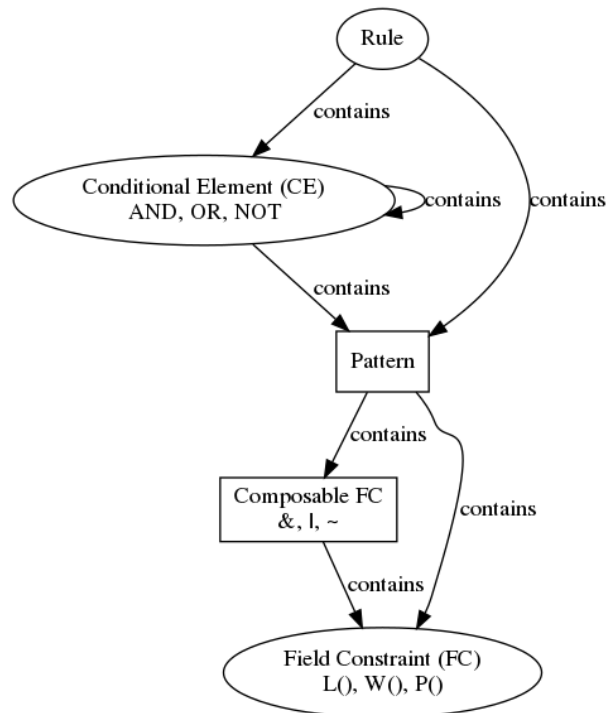 Rule
contains
Conditional Element (CE)
AND, OR, NOT
contains
contains
contains
Pattern
contains
Composable FC
&, |, ~
contains
contains
Field Constraint (FC)
L(), W(), P()